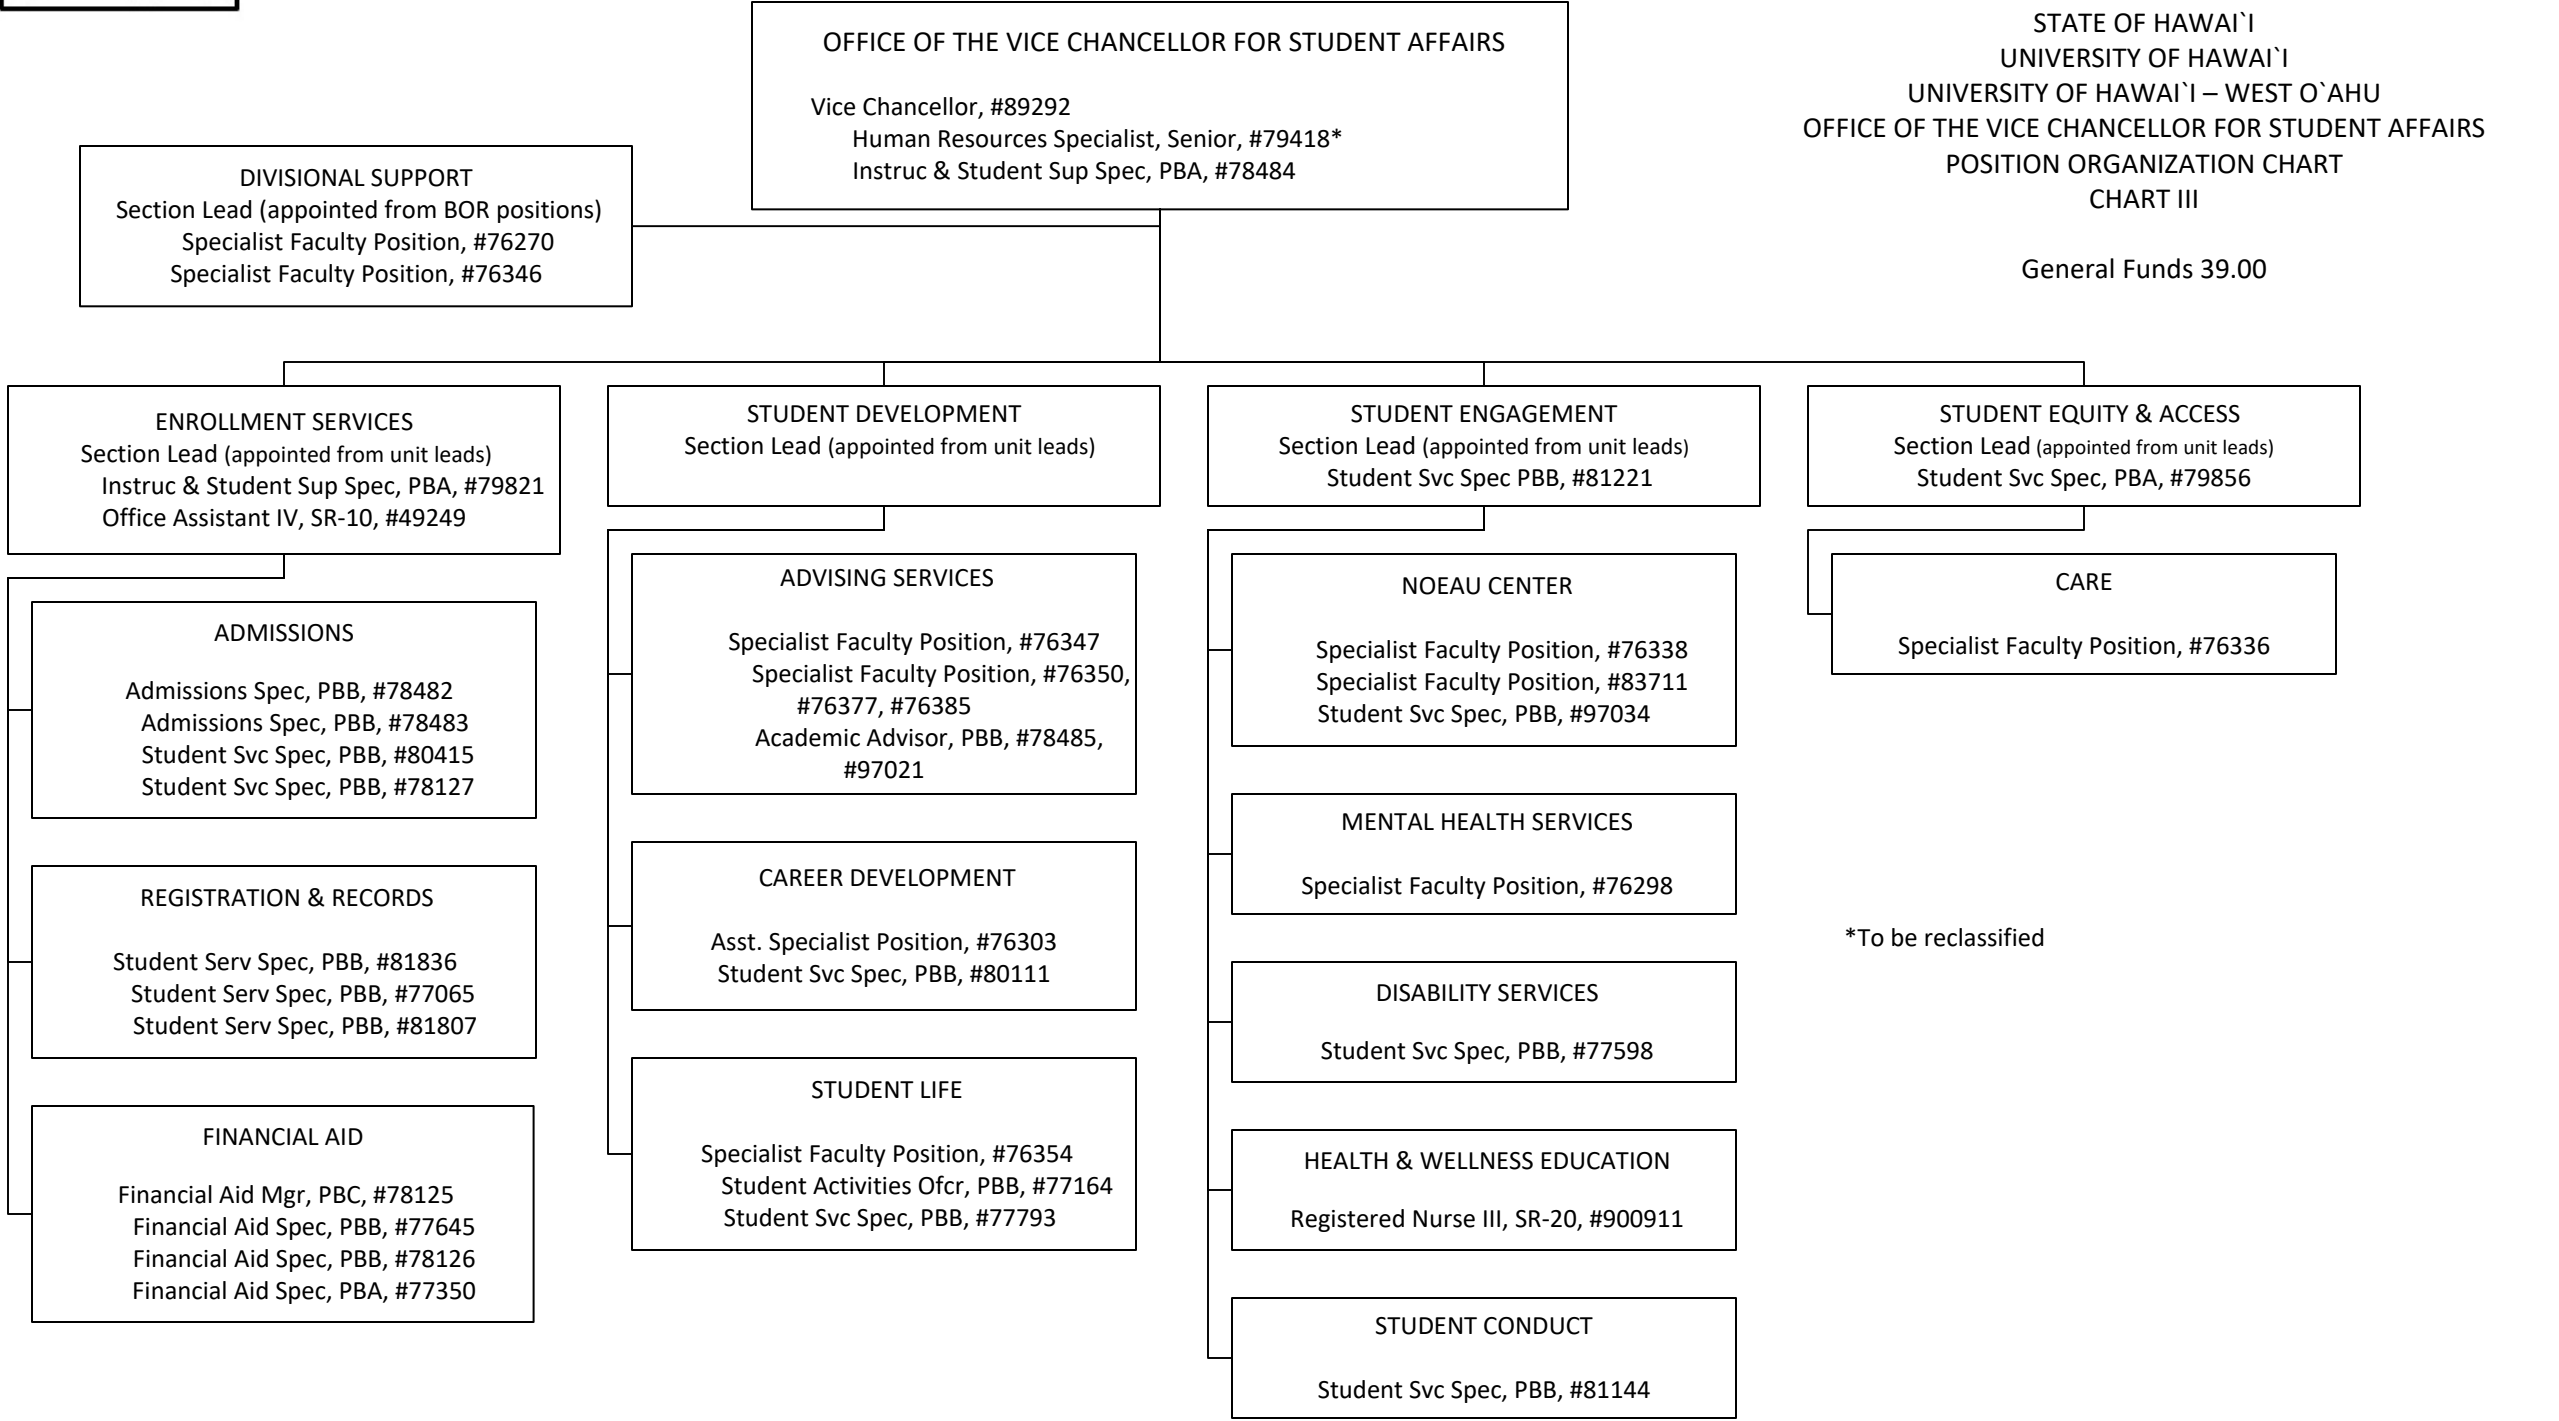 OFFICE OF THE VICE CHANCELLOR FOR STUDENT AFFAIRS
Vice Chancellor, #89292
Human Resources Specialist, Senior, #79418*
Instruc & Student Sup Spec, PBA, #78484
STATE OF HAWAI`I
UNIVERSITY OF HAWAI`I
UNIVERSITY OF HAWAI`I – WEST O`AHU
OFFICE OF THE VICE CHANCELLOR FOR STUDENT AFFAIRS
POSITION ORGANIZATION CHART
CHART III
General Funds 39.00
DIVISIONAL SUPPORT
Section Lead (appointed from BOR positions)
Specialist Faculty Position, #76270
Specialist Faculty Position, #76346
ENROLLMENT SERVICES
Section Lead (appointed from unit leads)
Instruc & Student Sup Spec, PBA, #79821
Office Assistant IV, SR-10, #49249
ADMISSIONS
Admissions Spec, PBB, #78482
Admissions Spec, PBB, #78483
Student Svc Spec, PBB, #80415
Student Svc Spec, PBB, #78127
REGISTRATION & RECORDS
Student Serv Spec, PBB, #81836
Student Serv Spec, PBB, #77065
Student Serv Spec, PBB, #81807
FINANCIAL AID
Financial Aid Mgr, PBC, #78125
Financial Aid Spec, PBB, #77645
Financial Aid Spec, PBB, #78126
Financial Aid Spec, PBA, #77350
STUDENT DEVELOPMENT
Section Lead (appointed from unit leads)
ADVISING SERVICES
Specialist Faculty Position, #76347
Specialist Faculty Position, #76350,
#76377, #76385
Academic Advisor, PBB, #78485,
#97021
CAREER DEVELOPMENT
Asst. Specialist Position, #76303
Student Svc Spec, PBB, #80111
STUDENT LIFE
Specialist Faculty Position, #76354
Student Activities Ofcr, PBB, #77164
Student Svc Spec, PBB, #77793
STUDENT ENGAGEMENT
Section Lead (appointed from unit leads)
Student Svc Spec PBB, #81221
NOEAU CENTER
Specialist Faculty Position, #76338
Specialist Faculty Position, #83711
Student Svc Spec, PBB, #97034
MENTAL HEALTH SERVICES
Specialist Faculty Position, #76298
DISABILITY SERVICES
Student Svc Spec, PBB, #77598
HEALTH & WELLNESS EDUCATION
Registered Nurse III, SR-20, #900911
STUDENT CONDUCT
Student Svc Spec, PBB, #81144
STUDENT EQUITY & ACCESS
Section Lead (appointed from unit leads)
Student Svc Spec, PBA, #79856
CARE
Specialist Faculty Position, #76336
*To be reclassified